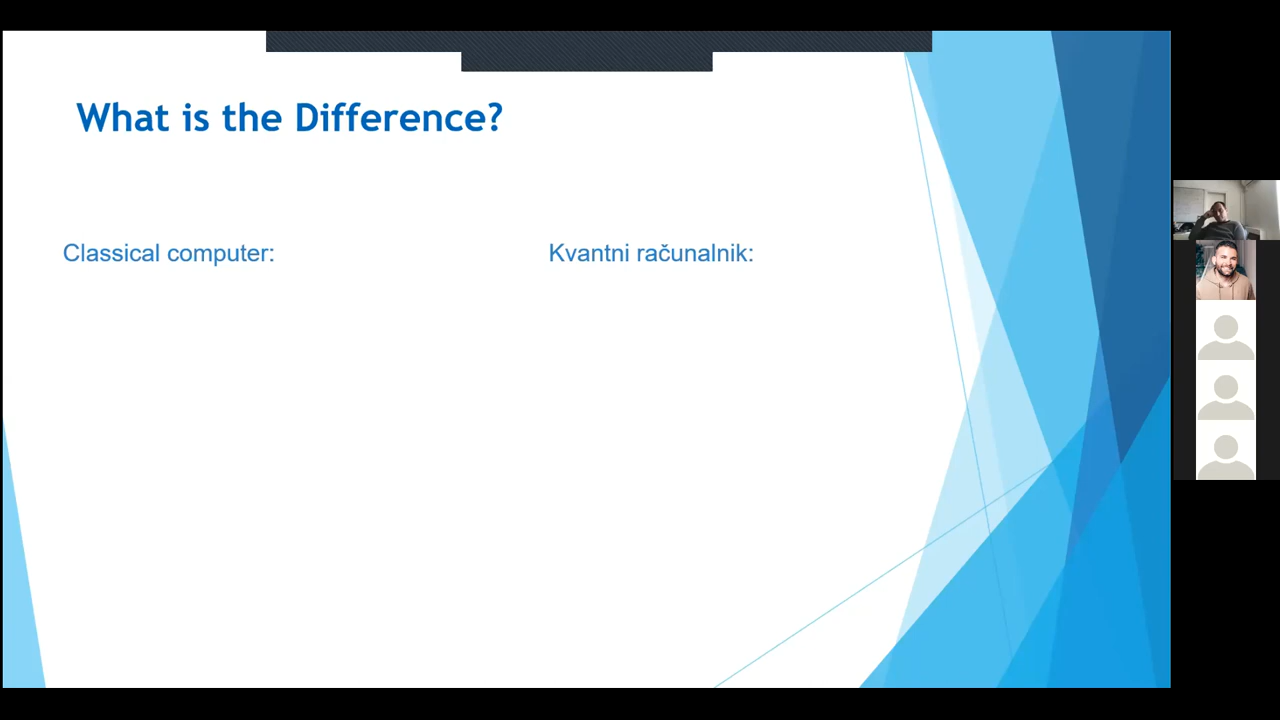 What is the Difference?
Classical computer:
Kvantni računalnik: